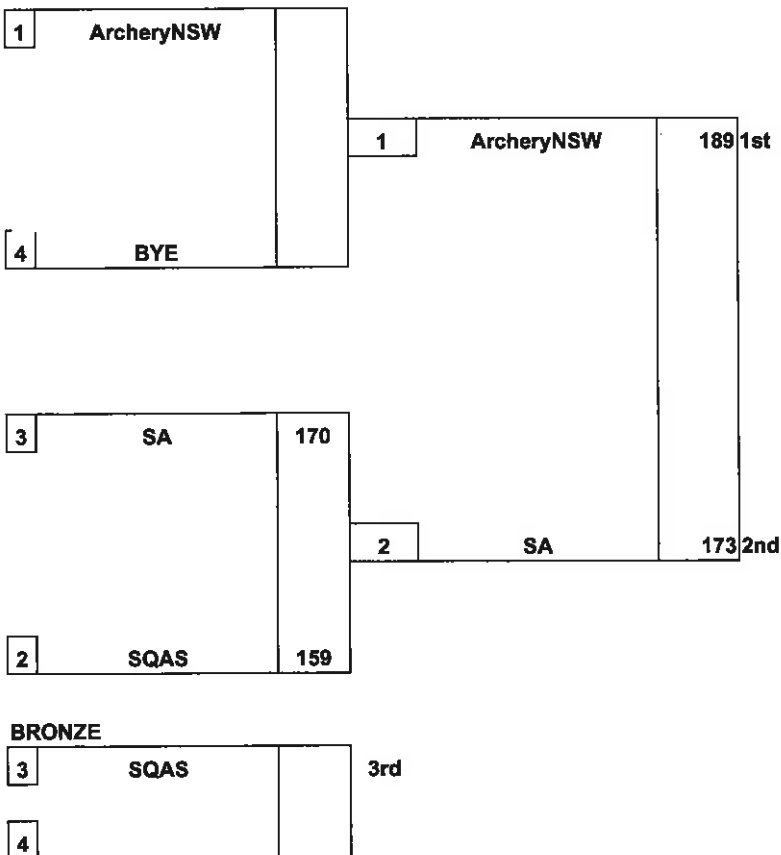 1 ArcheryNSW
1 ArcheryNSW 189 1st
4 BYE
3 SA 170
2 SA 173 2nd
2 SQAS 159
BRONZE
3 SQAS 3rd
4